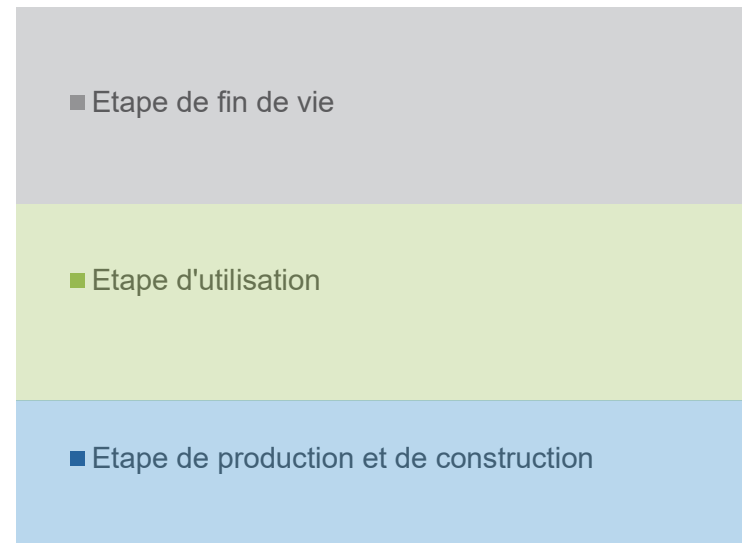 Etape de fin de vie
Etape d'utilisation
Etape de production et de construction